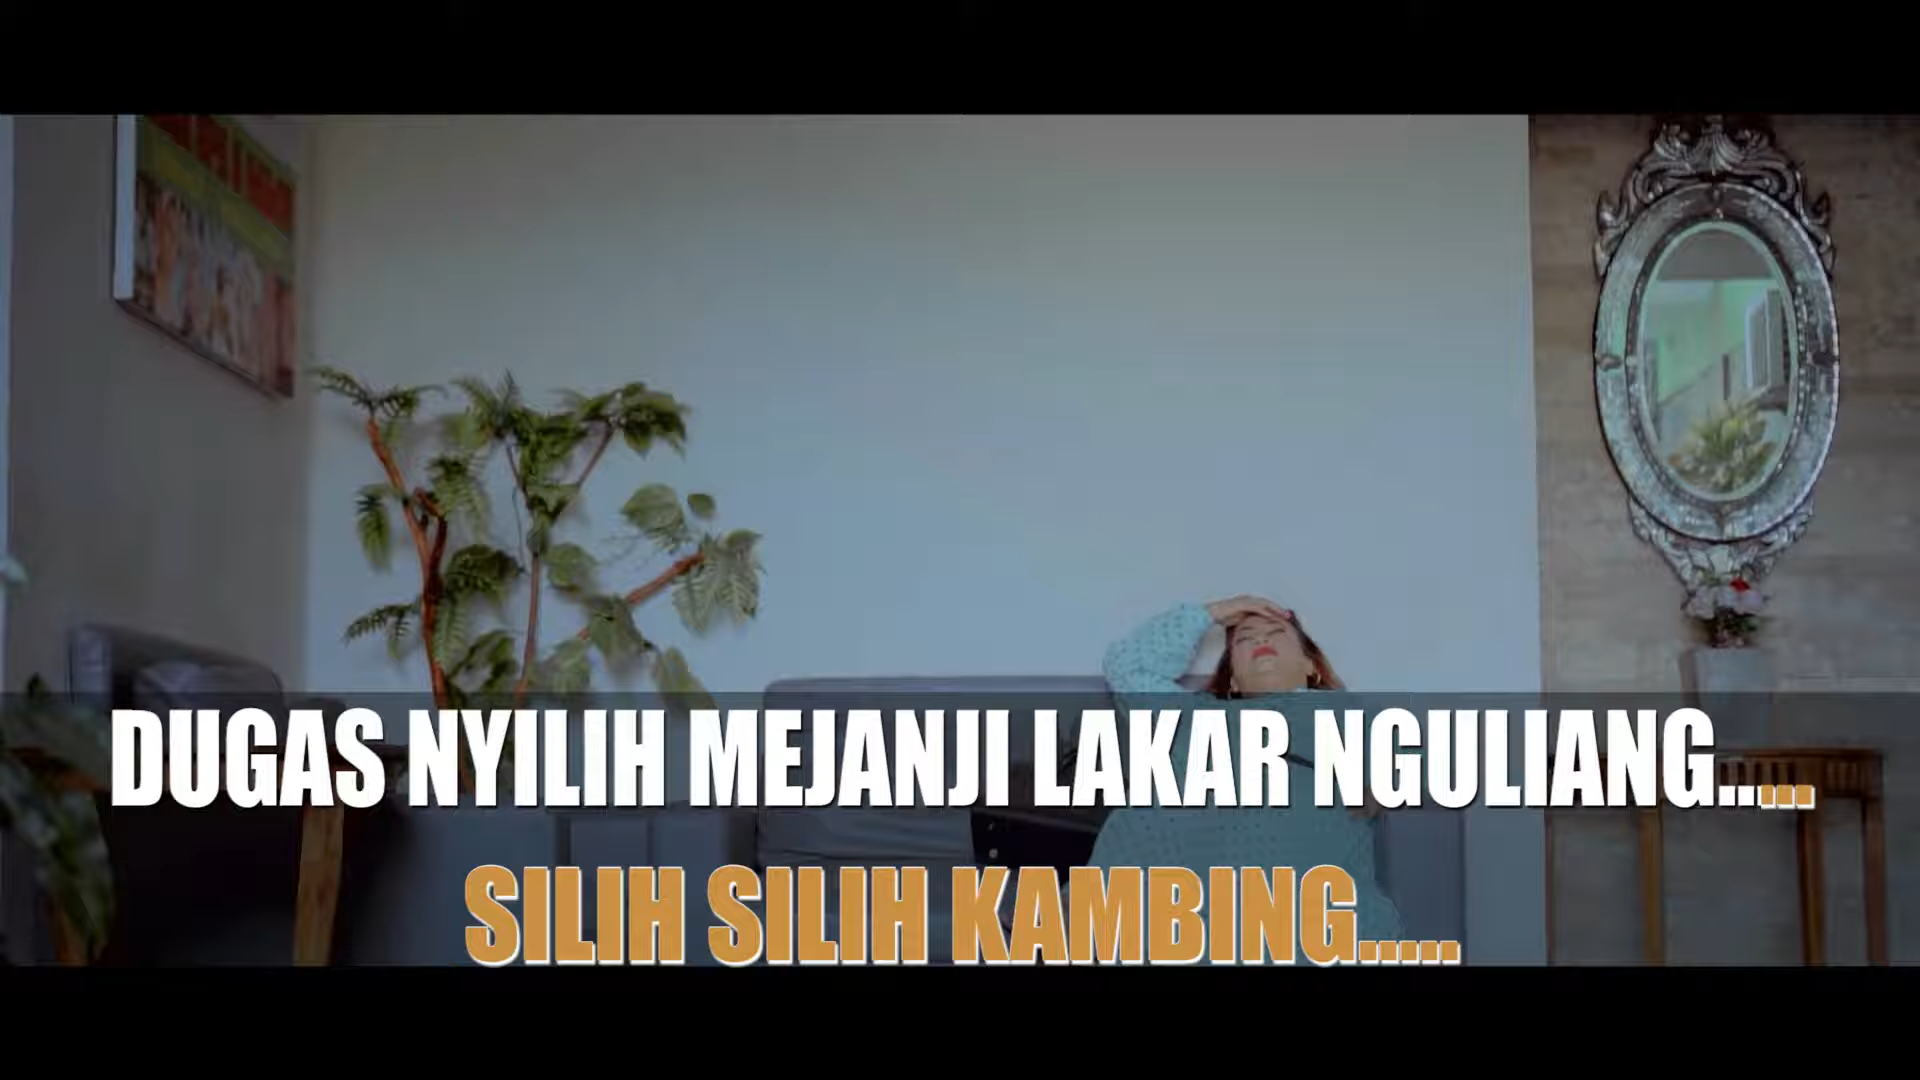 DUGAS NYILIH MEJANJI LAKAR NGULIANG.....
SILIH SILIH KAMBING.....